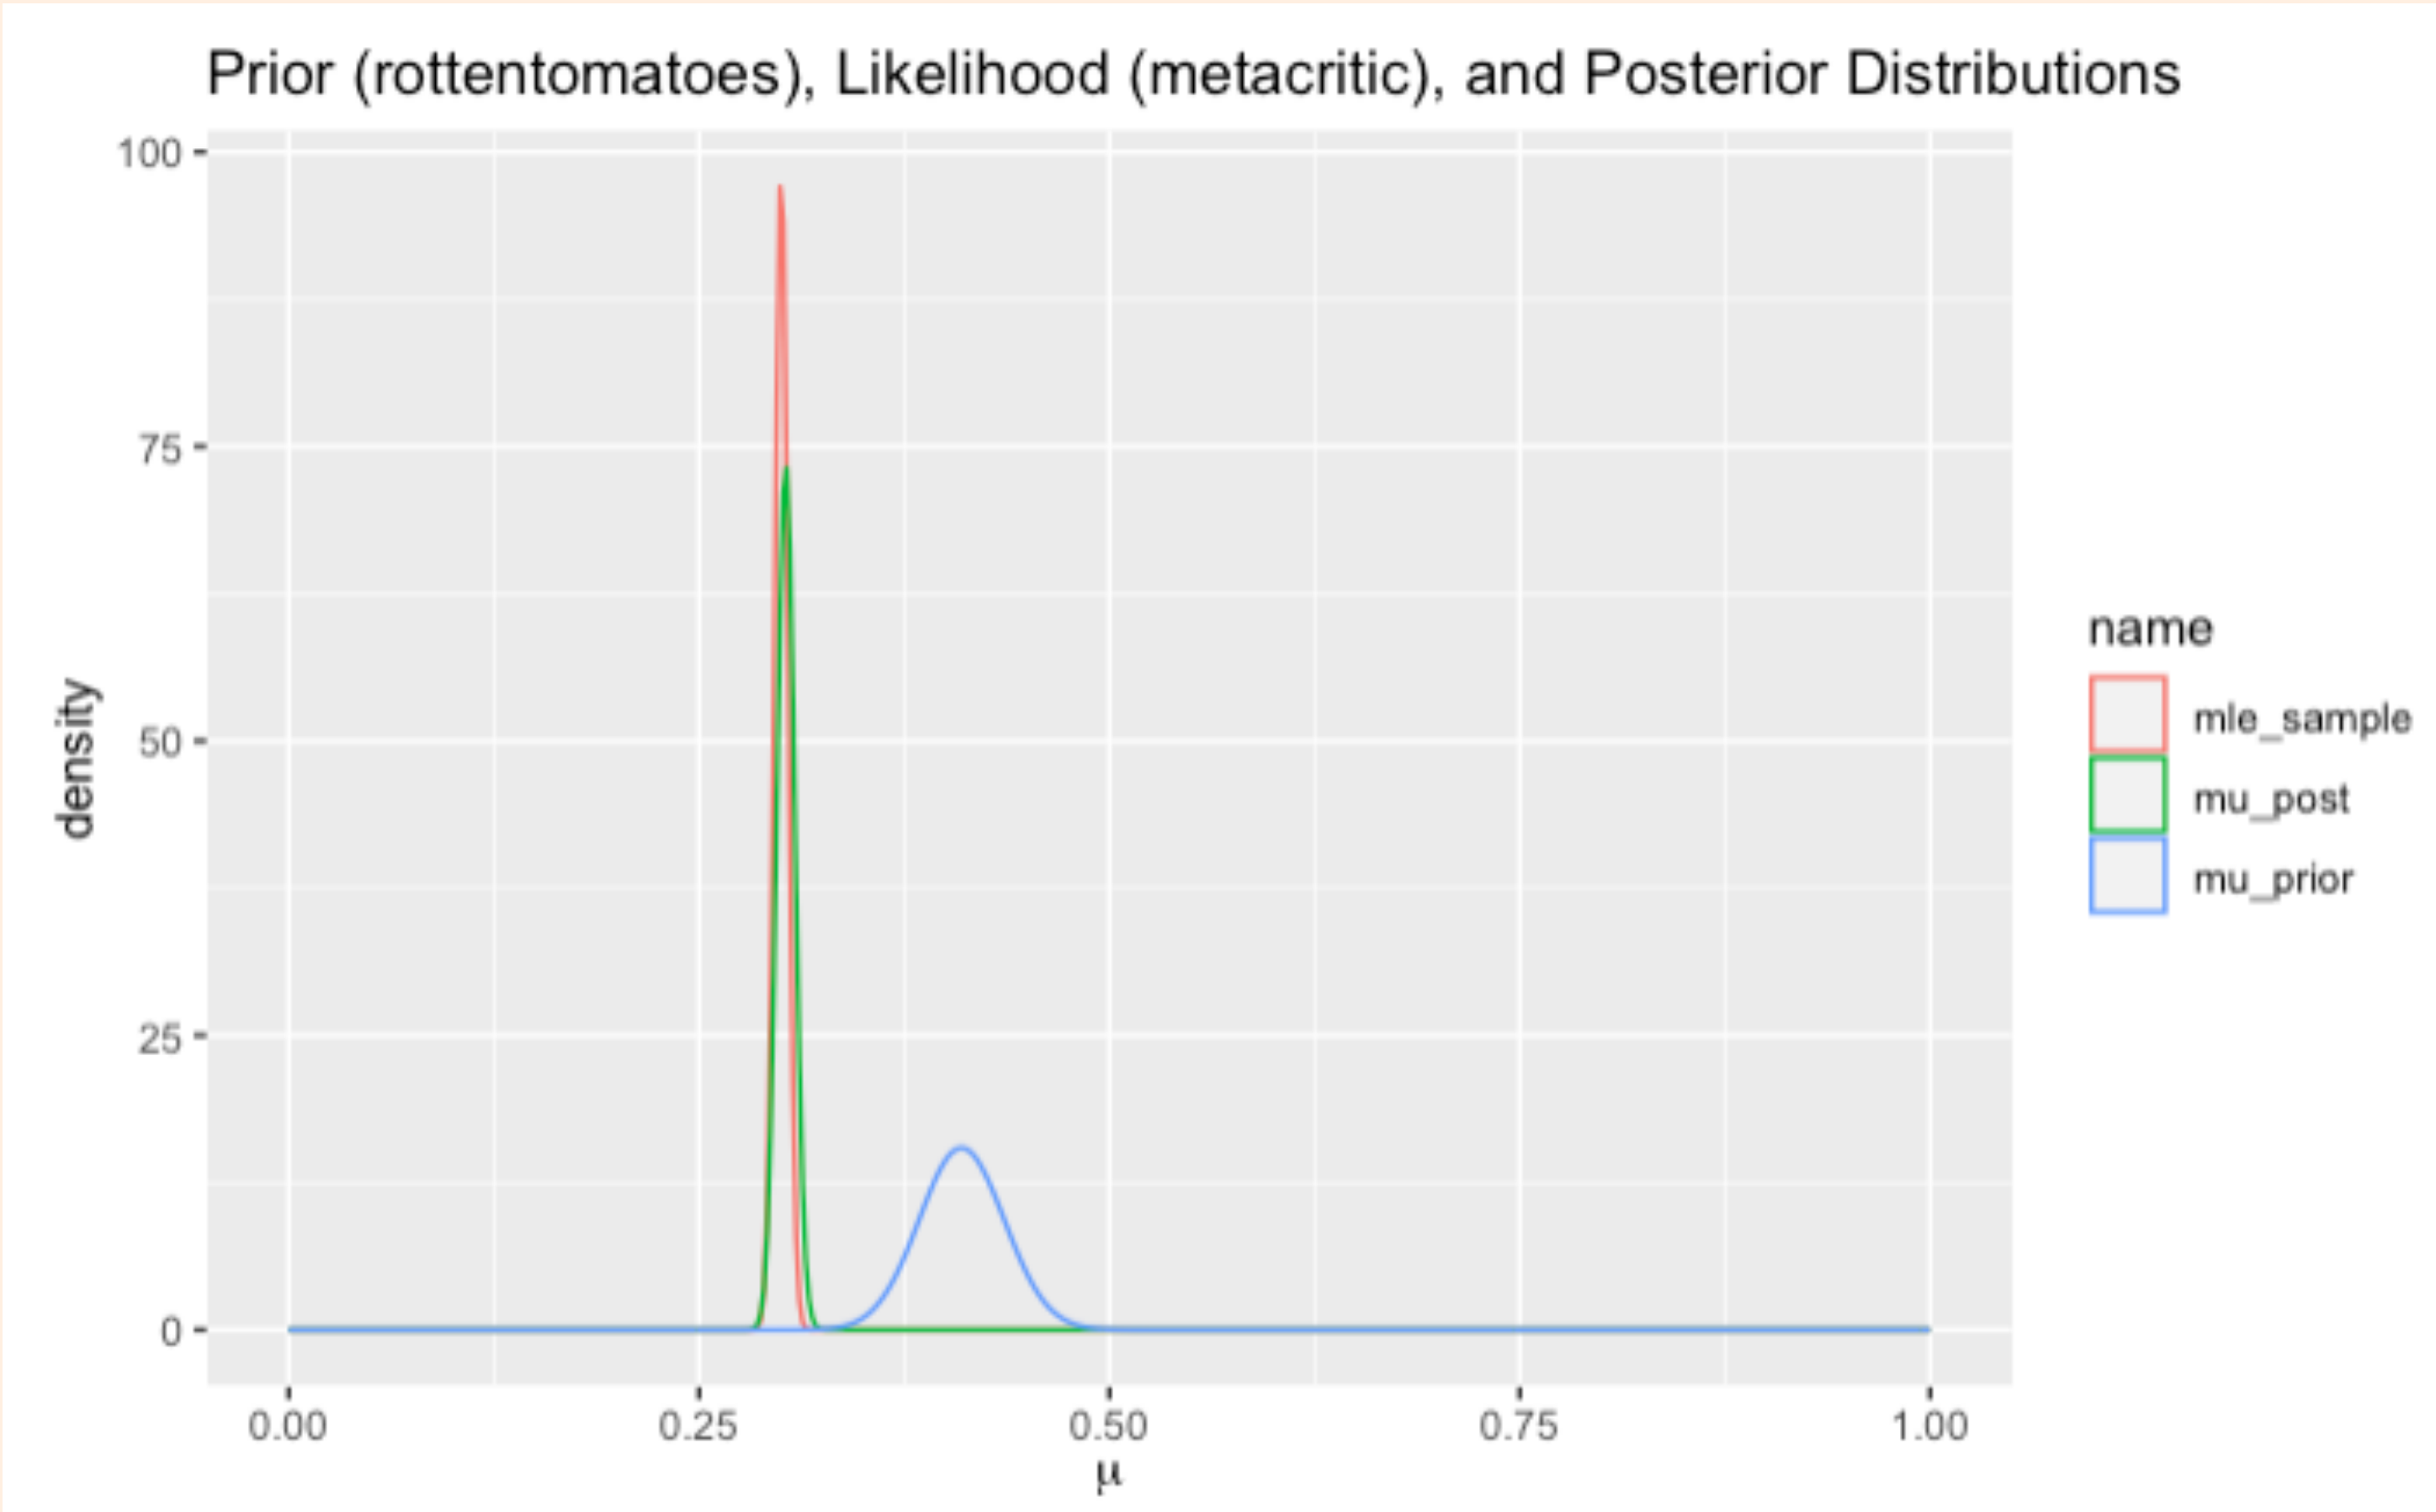 Prior (rottentomatoes), Likelihood (metacritic), and Posterior Distributions
100
75
50
25
0
density
0.00 0.25 0.50 0.75 1.00
μ
name
mle_sample
mu_post
mu_prior